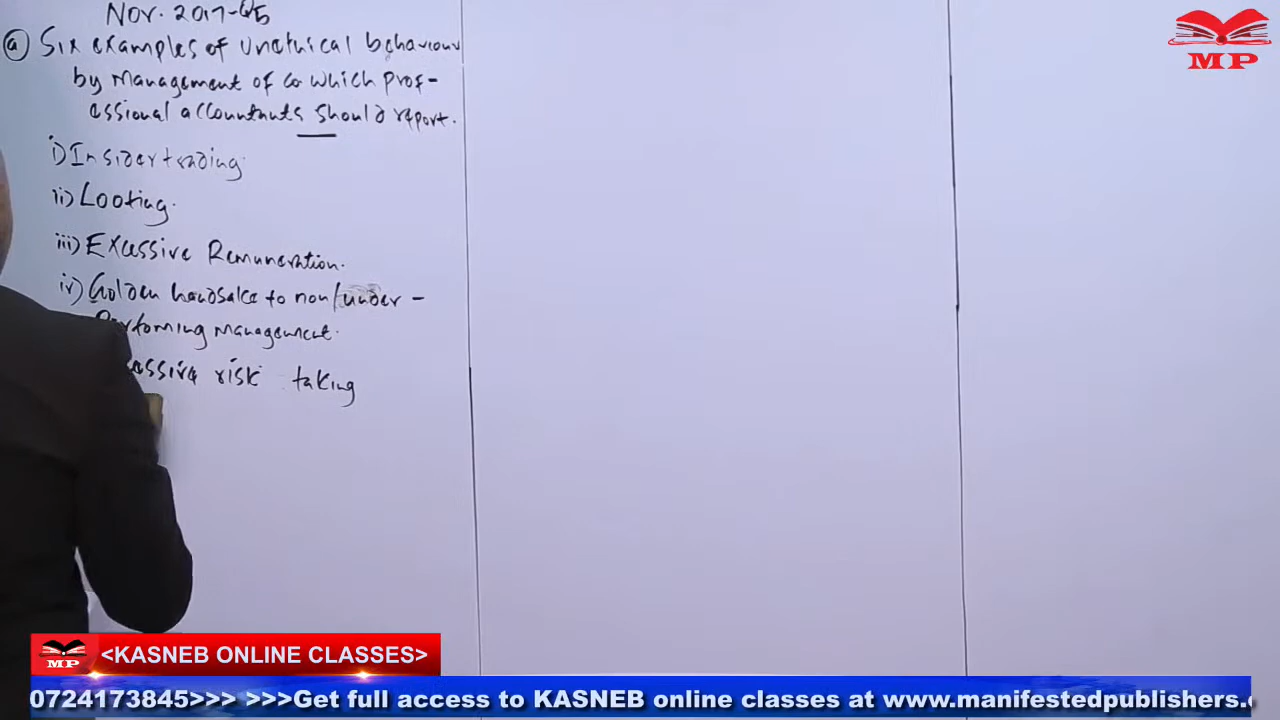 Nov. 2017-Q5
a) Six examples of unethical behaviour
by management of co which prof-
essional accountants should report.
i) Insider trading.
ii) Looting.
iii) Excessive Remuneration.
iv) Golden handsake to non/under-
Performing management.
risk taking
MP
MP
<KASNEB ONLINE CLASSES>
0724173845>>> >>>Get full access to KASNEB online classes at www.manifestedpublishers.